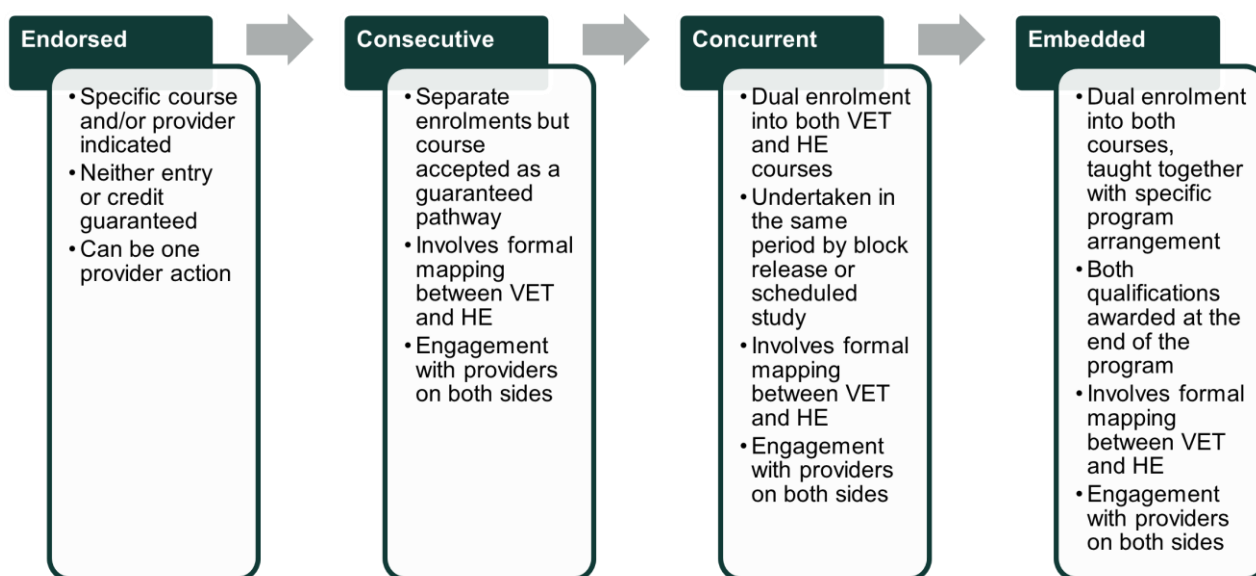 Endorsed
• Specific course
and/or provider
indicated
• Neither entry
or credit
guaranteed
• Can be one
provider action
Consecutive
• Separate
enrolments but
course
accepted as a
guaranteed
pathway
• Involves formal
mapping
between VET
and HE
• Engagement
with providers
on both sides
Concurrent
• Dual enrolment
into both VET
and HE
courses
• Undertaken in
the same
period by block
release or
scheduled
study
• Involves formal
mapping
between VET
and HE
• Engagement
with providers
on both sides
Embedded
• Dual enrolment
into both
courses,
taught together
with specific
program
arrangement
• Both
qualifications
awarded at the
end of the
program
• Involves formal
mapping
between VET
and HE
• Engagement
with providers
on both sides